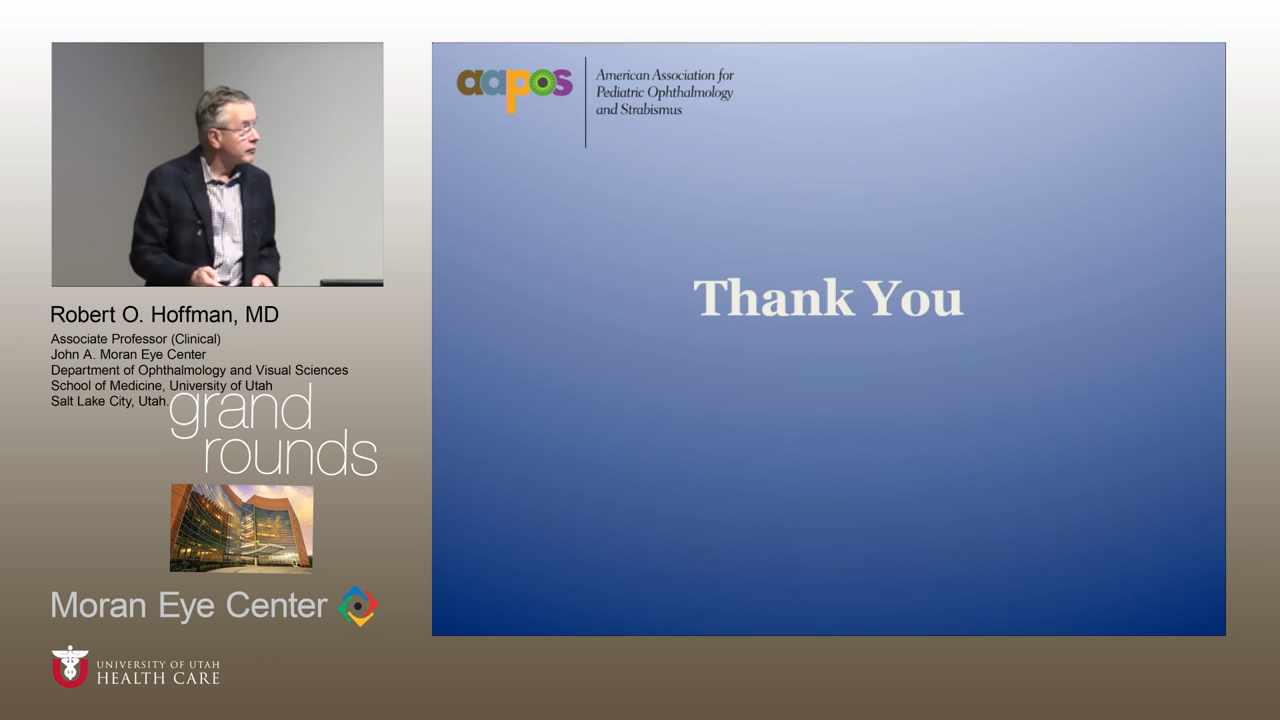 Robert O. Hoffman, MD
Associate Professor (Clinical)
John A. Moran Eye Center
Department of Ophthalmology and Visual Sciences
School of Medicine, University of Utah
Salt Lake City, Utah.
grand
rounds
Moran Eye Center
UNIVERSITY OF UTAH
HEALTH CARE
aapos
American Association for
Pediatric Ophthalmology
and Strabismus
Thank You